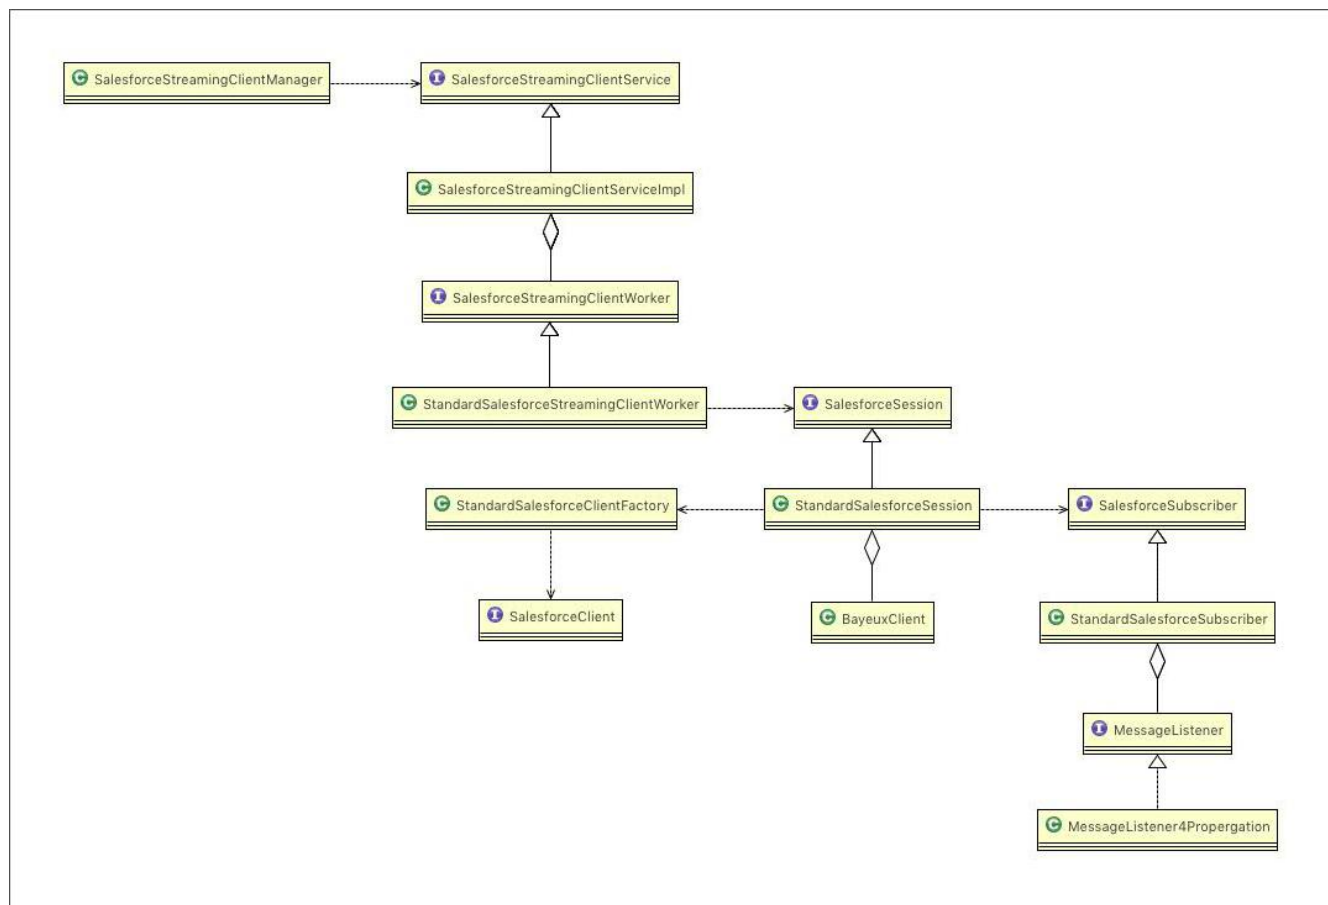 C SalesforceStreamingClientManager
I SalesforceStreamingClientService
C SalesforceStreamingClientServiceImpl
I SalesforceStreamingClientWorker
C StandardSalesforceStreamingClientWorker
I SalesforceSession
C StandardSalesforceClientFactory
C StandardSalesforceSession
I SalesforceSubscriber
I SalesforceClient
C BayeuxClient
C StandardSalesforceSubscriber
I MessageListener
C MessageListener4Propergation